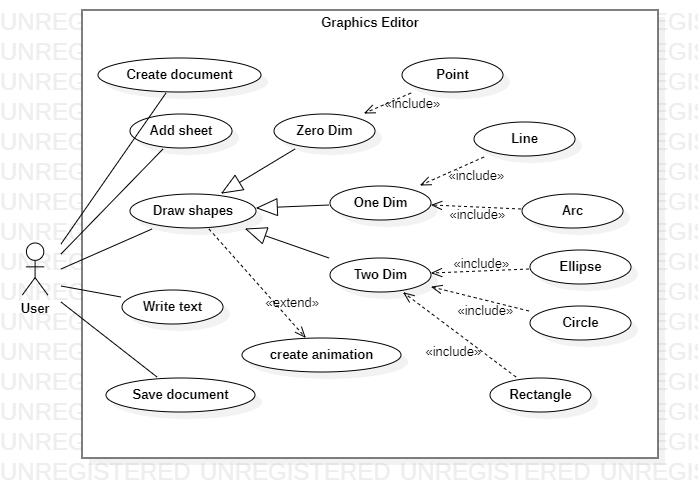 Graphics Editor
Create document
Point
«include»
Add sheet
Zero Dim
Line
«include»
Draw shapes
One Dim
Arc
«include»
Two Dim
Ellipse
«include»
User
Write text
«extend»
Circle
«include»
create animation
«include»
Save document
Rectangle
UNREGISTERED UNREGISTERED UNREGISTERED